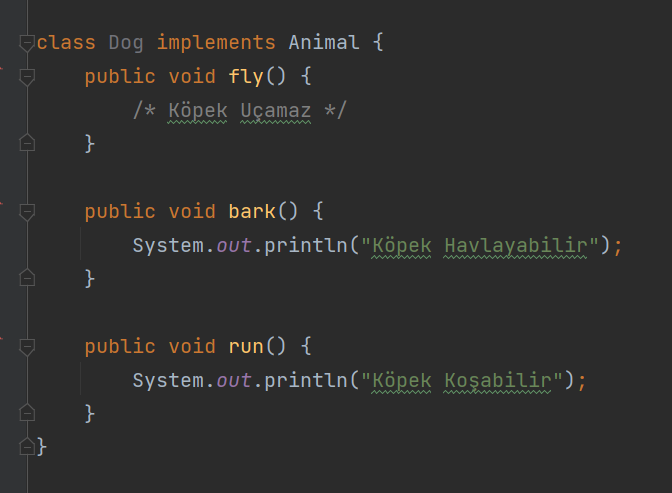 class Dog implements Animal {
public void fly() {
/* Köpek Uçamaz */
}
public void bark() {
System.out.println("Köpek Havlayabilir");
}
public void run() {
System.out.println("Köpek Koşabilir");
}
}